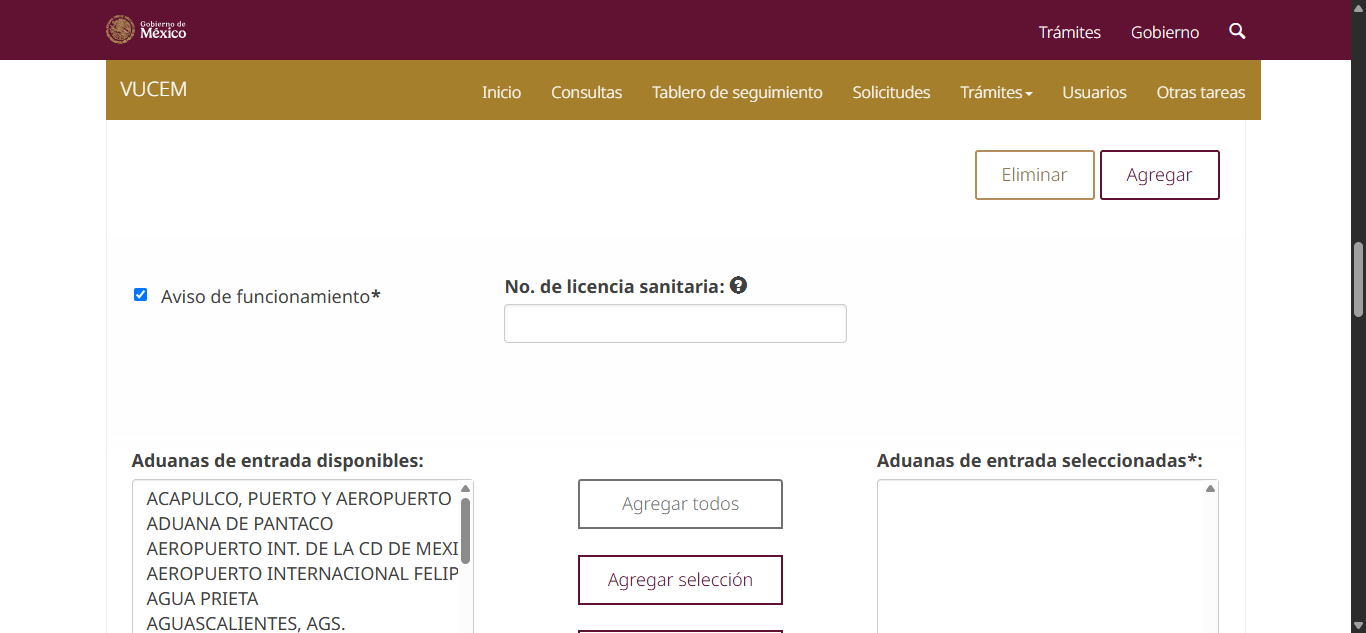 Gobierno de
México
Trámites
Gobierno
VUCEM
Inicio
Consultas
Tablero de seguimiento
Solicitudes
Trámites
Usuarios
Otras tareas
Eliminar
Agregar
Aviso de funcionamiento*
No. de licencia sanitaria: ?
Aduanas de entrada disponibles:
ACAPULCO, PUERTO Y AEROPUERTO
ADUANA DE PANTACO
AEROPUERTO INT. DE LA CD DE MEXI
AEROPUERTO INTERNACIONAL FELIP
AGUA PRIETA
AGUASCALIENTES, AGS.
Agregar todos
Agregar selección
Aduanas de entrada seleccionadas*: